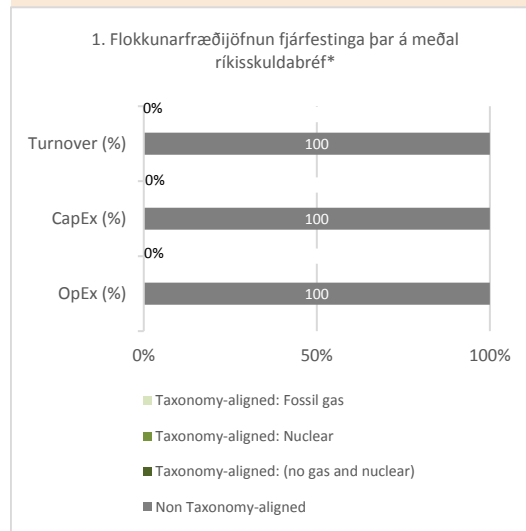 1. Flokkunarfræðijöfnun fjárfestinga þar á meðal
ríkisskuldabréf*
0%
Turnover (%)
100
0%
CapEx (%)
100
0%
OpEx (%)
100
0%
50%
100%
Taxonomy-aligned: Fossil gas
Taxonomy-aligned: Nuclear
Taxonomy-aligned: (no gas and nuclear)
Non Taxonomy-aligned